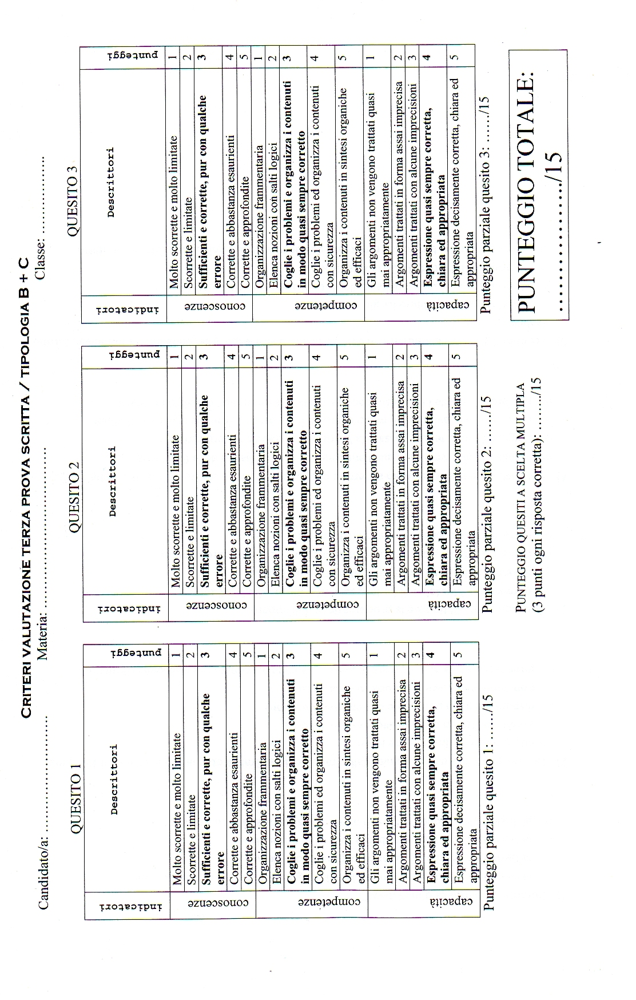 CRITERI VALUTAZIONE TERZA PROVA SCRITTA / TIPOLOGIA B + C
Candidato/a: ............................... Materia: ............................... Classe: ...............
QUESITO 1
indicatori Descrittori punteggi
conoscenze
Molto scorrette e molto limitate 1
Scorrette e limitate 2
Sufficienti e corrette, pur con qualche 3
errore
Corrette e abbastanza esaurienti 4
Corrette e approfondite 5
competenze
Organizzazione frammentaria 1
Elenca nozioni con salti logici 2
Coglie i problemi e organizza i contenuti 3
in modo quasi sempre corretto
Coglie i problemi ed organizza i contenuti 4
con sicurezza
Organizza i contenuti in sintesi organiche 5
ed efficaci
capacità
Gli argomenti non vengono trattati quasi 1
mai appropriatamente
Argomenti trattati in forma assai imprecisa 2
Argomenti trattati con alcune imprecisioni 3
Espressione quasi sempre corretta, 4
chiara ed appropriata
Espressione decisamente corretta, chiara ed 5
appropriata
Punteggio parziale quesito 1: ....../15
QUESITO 2
indicatori Descrittori punteggi
conoscenze
Molto scorrette e molto limitate 1
Scorrette e limitate 2
Sufficienti e corrette, pur con qualche 3
errore
Corrette e abbastanza esaurienti 4
Corrette e approfondite 5
competenze
Organizzazione frammentaria 1
Elenca nozioni con salti logici 2
Coglie i problemi e organizza i contenuti 3
in modo quasi sempre corretto
Coglie i problemi ed organizza i contenuti 4
con sicurezza
Organizza i contenuti in sintesi organiche 5
ed efficaci
capacità
Gli argomenti non vengono trattati quasi 1
mai appropriatamente
Argomenti trattati in forma assai imprecisa 2
Argomenti trattati con alcune imprecisioni 3
Espressione quasi sempre corretta, 4
chiara ed appropriata
Espressione decisamente corretta, chiara ed 5
appropriata
Punteggio parziale quesito 2: ....../15
QUESITO 3
indicatori Descrittori punteggi
conoscenze
Molto scorrette e molto limitate 1
Scorrette e limitate 2
Sufficienti e corrette, pur con qualche 3
errore
Corrette e abbastanza esaurienti 4
Corrette e approfondite 5
competenze
Organizzazione frammentaria 1
Elenca nozioni con salti logici 2
Coglie i problemi e organizza i contenuti 3
in modo quasi sempre corretto
Coglie i problemi ed organizza i contenuti 4
con sicurezza
Organizza i contenuti in sintesi organiche 5
ed efficaci
capacità
Gli argomenti non vengono trattati quasi 1
mai appropriatamente
Argomenti trattati in forma assai imprecisa 2
Argomenti trattati con alcune imprecisioni 3
Espressione quasi sempre corretta, 4
chiara ed appropriata
Espressione decisamente corretta, chiara ed 5
appropriata
Punteggio parziale quesito 3: ....../15
PUNTEGGIO QUESITI A SCELTA MULTIPLA
(3 punti ogni risposta corretta): ......../15
PUNTEGGIO TOTALE:
..................../15